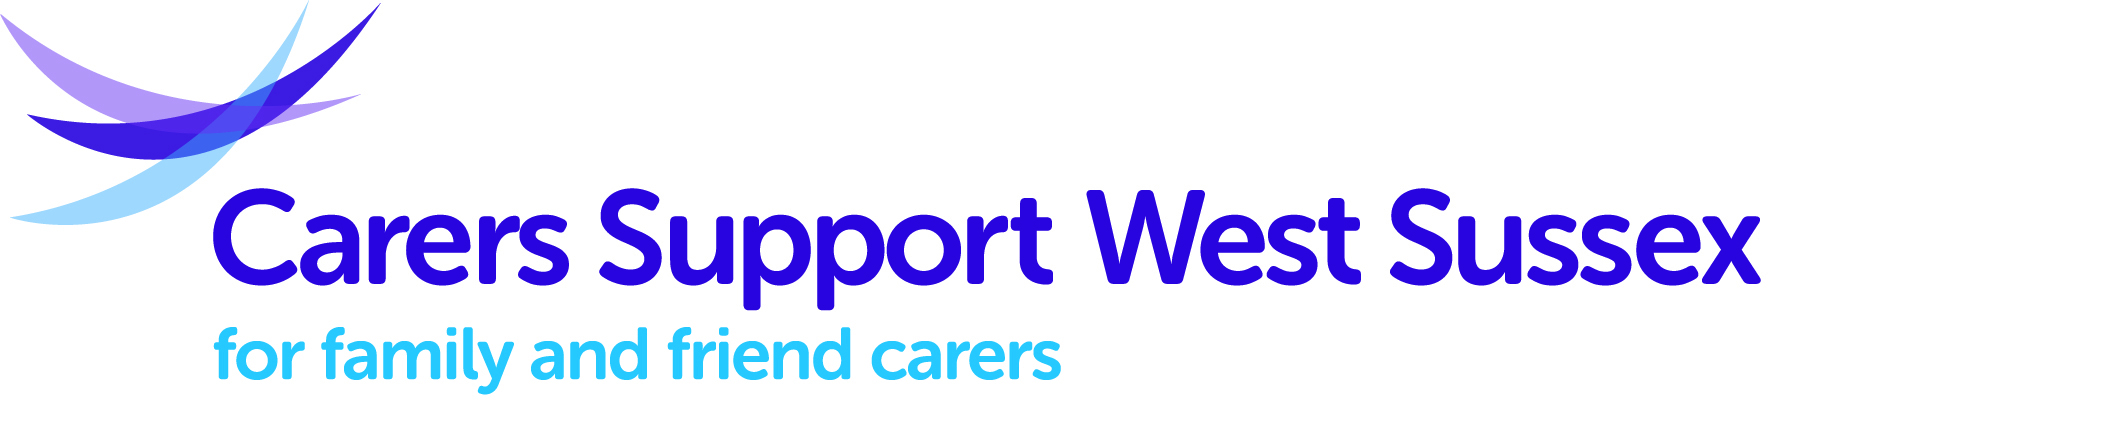 Carers Support West Sussex
for family and friend carers